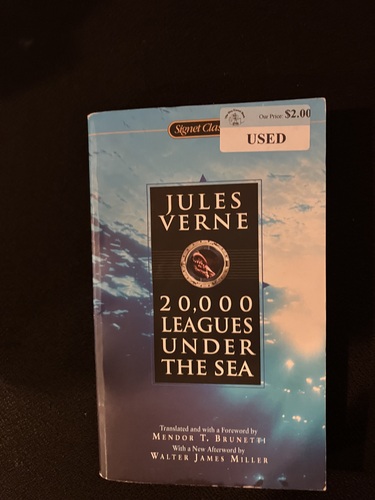 Signet Clas
Our Price: $2.00
USED
JULES
VERNE
20,000
LEAGUES
UNDER
THE SEA
Translated and with a Foreword by
MENDOR T. BRUNETTI
With a New Afterword by
WALTER JAMES MILLER